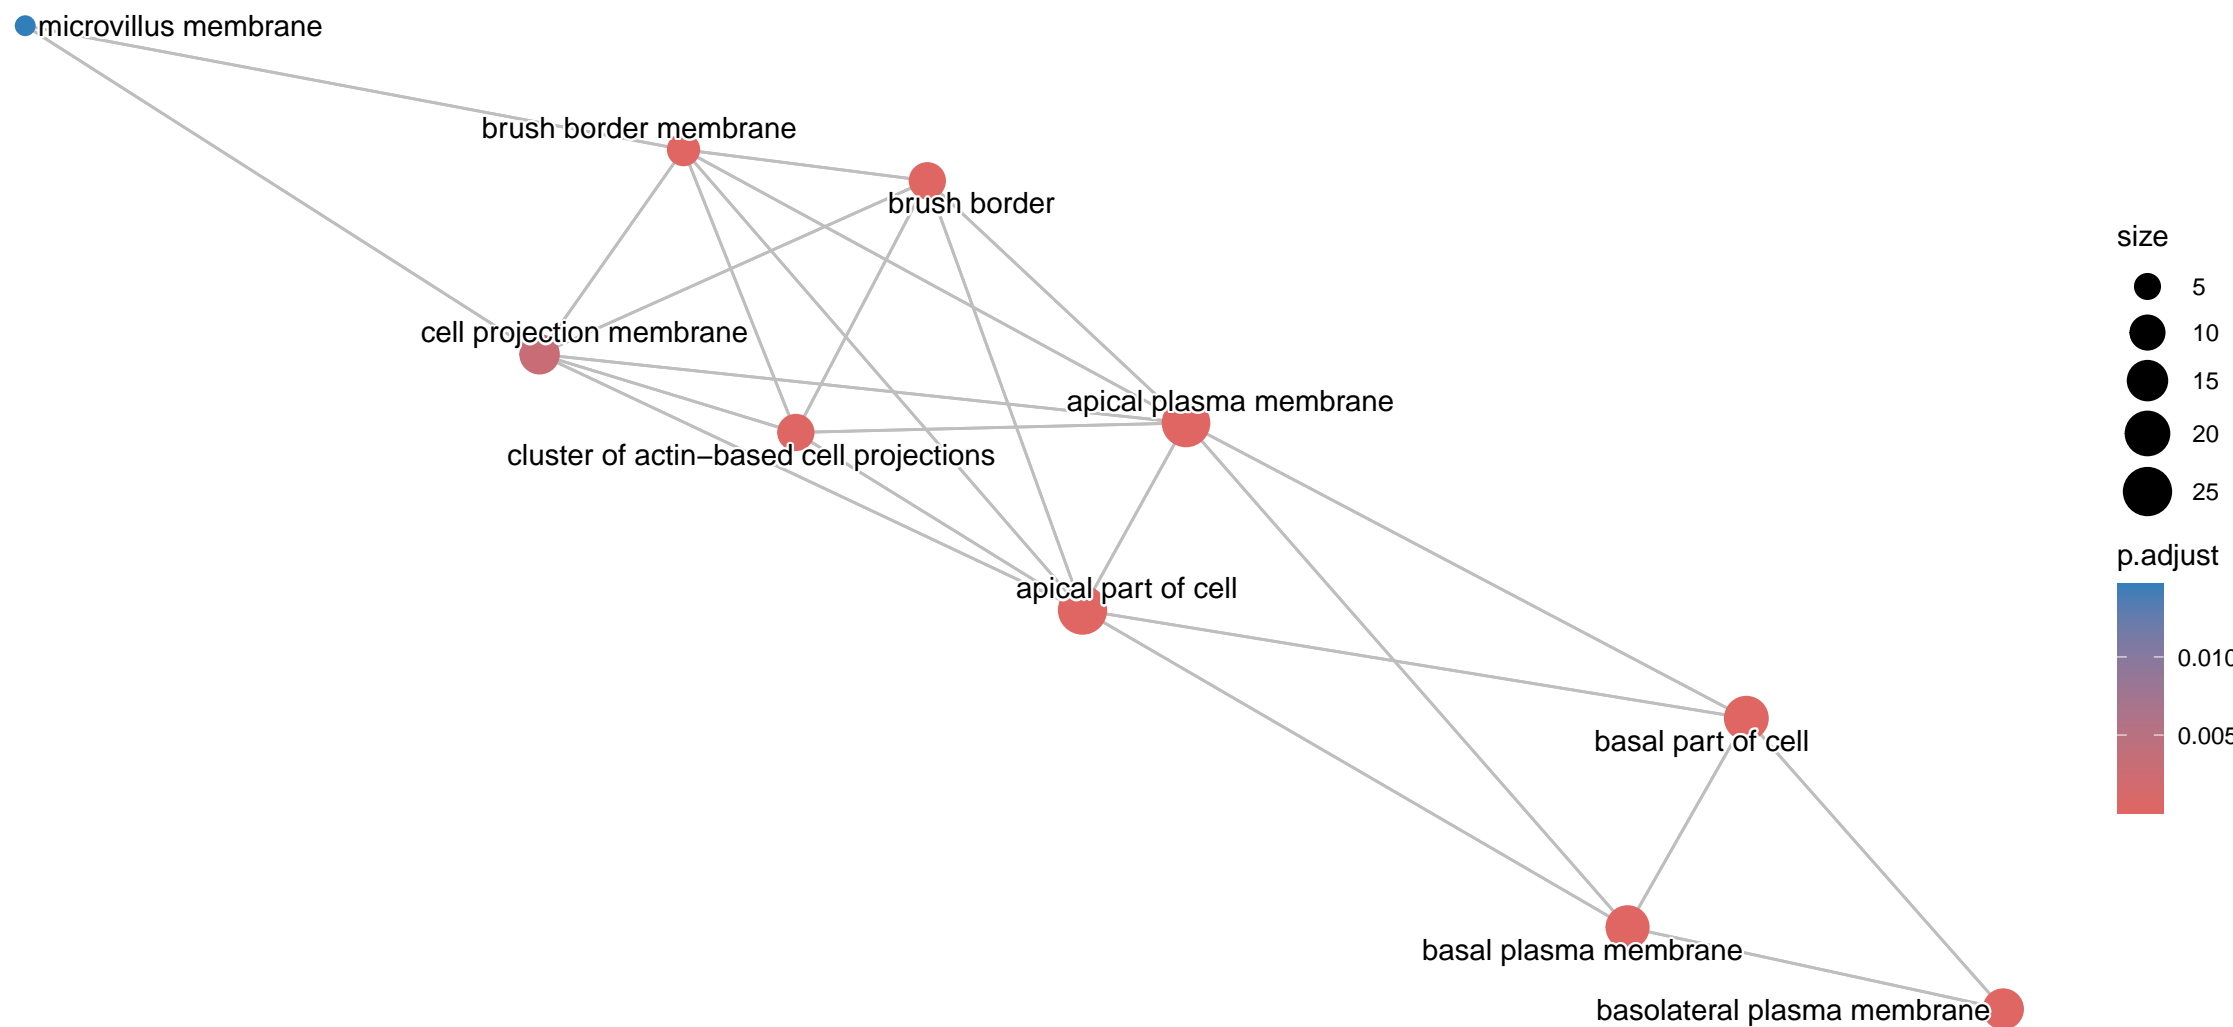 microvillus membrane
brush border membrane
brush border
cell projection membrane
apical plasma membrane
cluster of actin−based cell projections
apical part of cell
basal part of cell
basal plasma membrane
basolateral plasma membrane
size
5
10
15
20
25
p.adjust
0.010
0.005